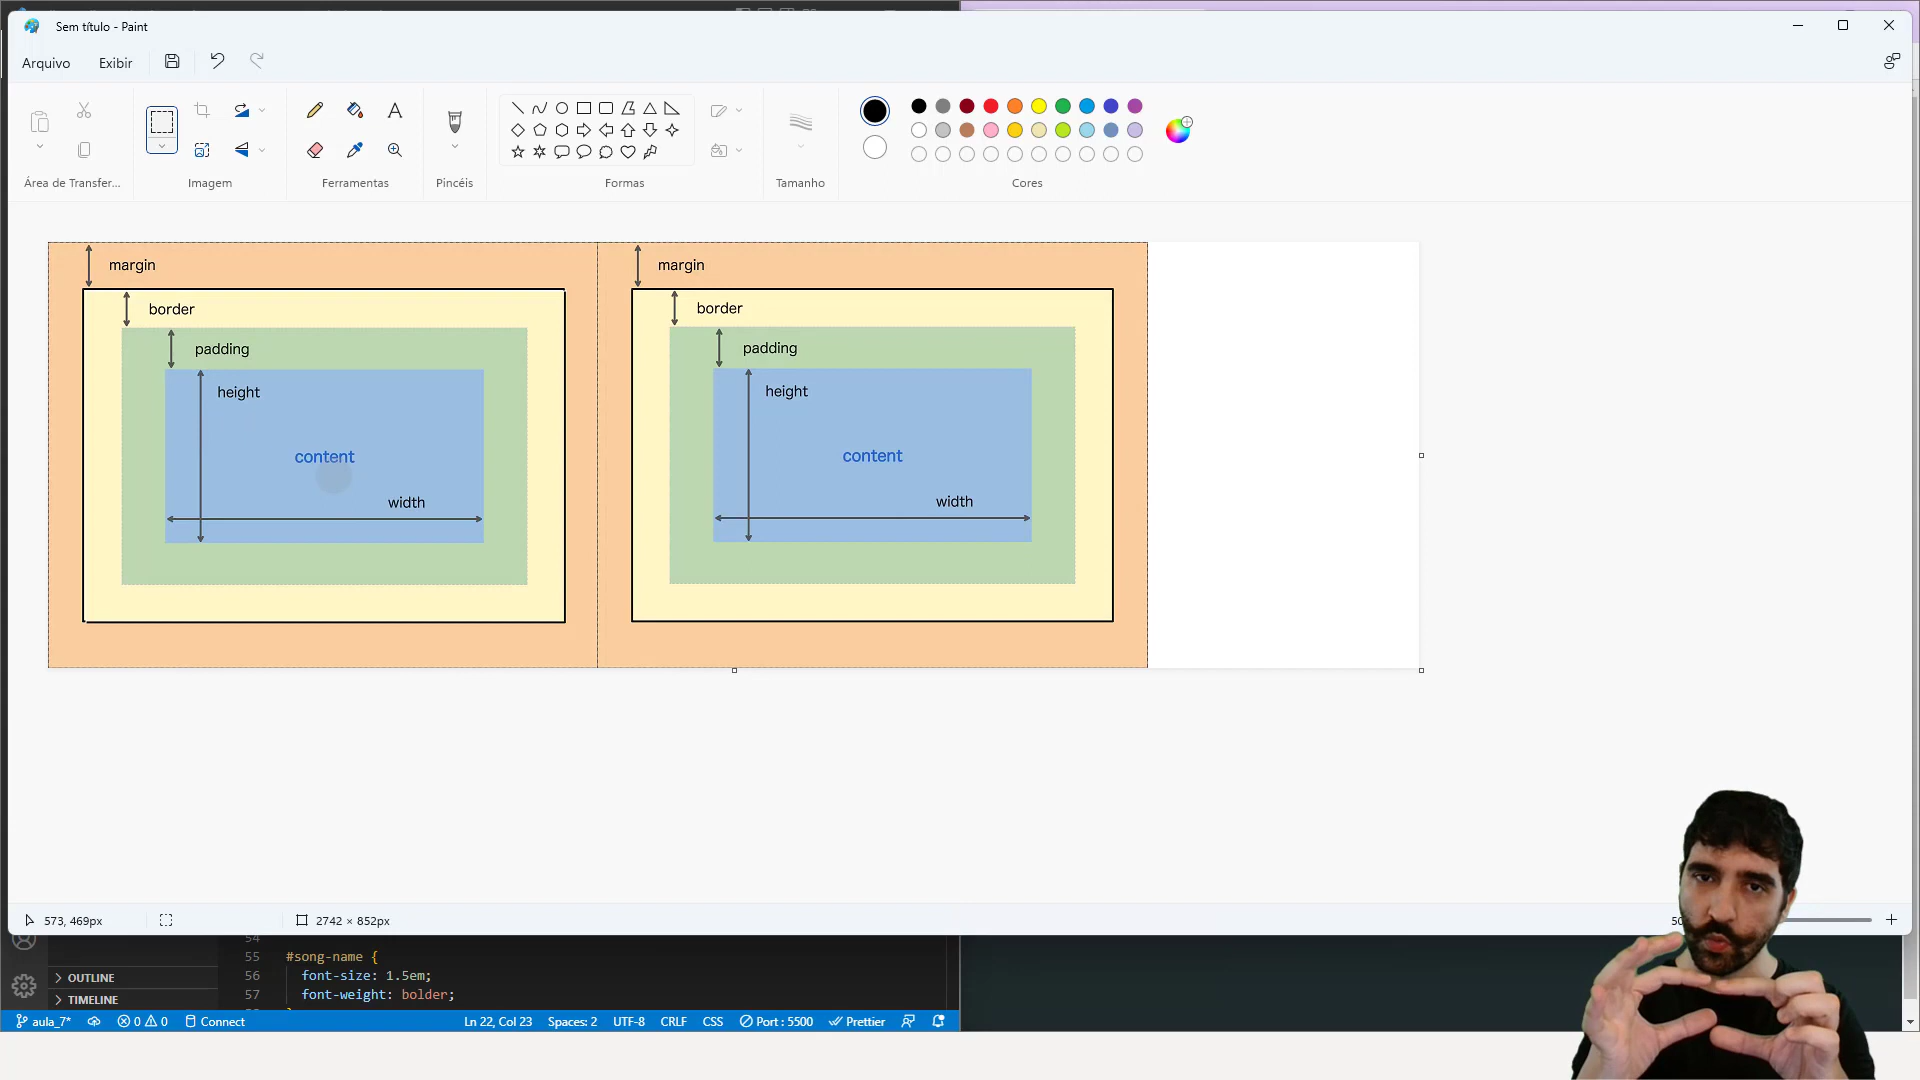 Sem título - Paint
Arquivo Exibir
Área de Transfer... Imagem Ferramentas Pincéis Formas Tamanho Cores
margin margin
border border
padding padding
height height
content content
width width
573, 469px 2742 × 852px
54
55 #song-name {
OUTLINE 56 font-size: 1.5em;
TIMELINE 57 font-weight: bolder;
aula_7* 0 0 Connect Ln 22, Col 23 Spaces: 2 UTF-8 CRLF CSS Port : 5500 Prettier